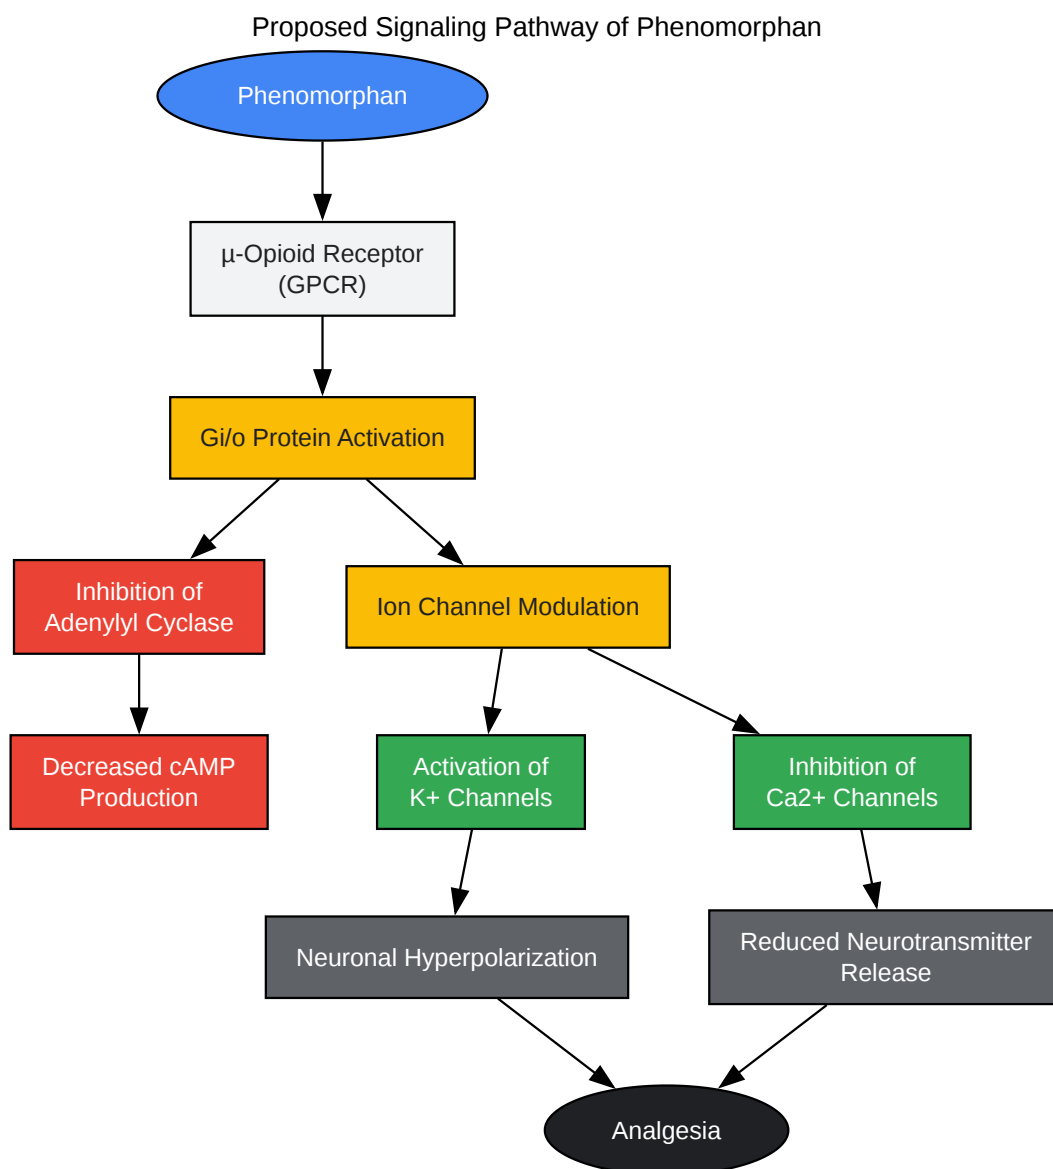 Proposed Signaling Pathway of Phenomorphan
Phenomorphan
µ-Opioid Receptor
(GPCR)
Gi/o Protein Activation
Inhibition of
Adenylyl Cyclase
Ion Channel Modulation
Decreased cAMP
Production
Activation of
K+ Channels
Inhibition of
Ca2+ Channels
Neuronal Hyperpolarization
Reduced Neurotransmitter
Release
Analgesia